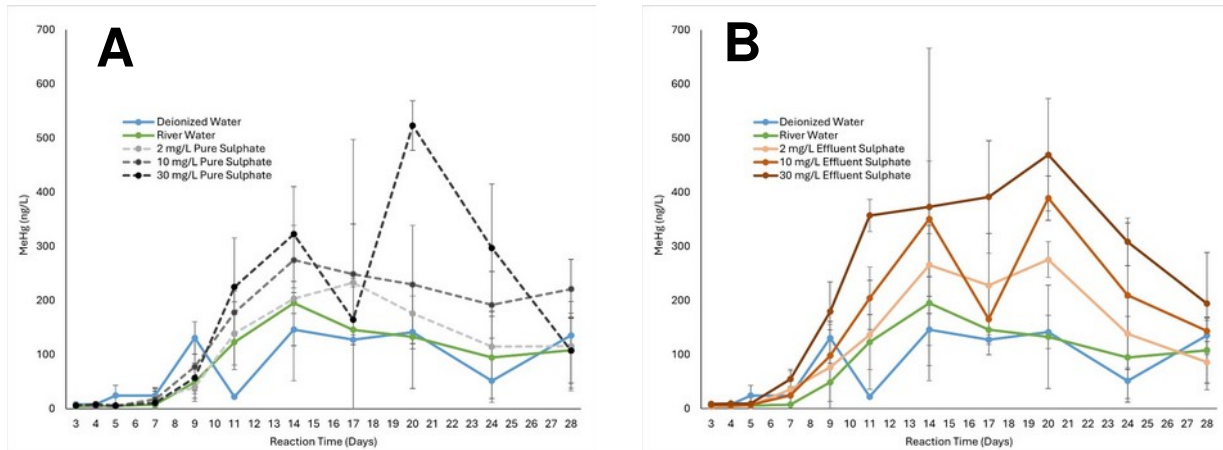 A
700
600
500
400
300
200
100
0
MeHg (ng/L)
Deionized Water
River Water
2 mg/L Pure Sulphate
10 mg/L Pure Sulphate
30 mg/L Pure Sulphate
3 4 5 6 7 8 9 10 11 12 13 14 15 16 17 18 19 20 21 22 23 24 25 26 27 28
Reaction Time (Days)
B
700
600
500
400
300
200
100
0
MeHg (ng/L)
Deionized Water
River Water
2 mg/L Effluent Sulphate
10 mg/L Effluent Sulphate
30 mg/L Effluent Sulphate
3 4 5 6 7 8 9 10 11 12 13 14 15 16 17 18 19 20 21 22 23 24 25 26 27 28
Reaction Time (Days)